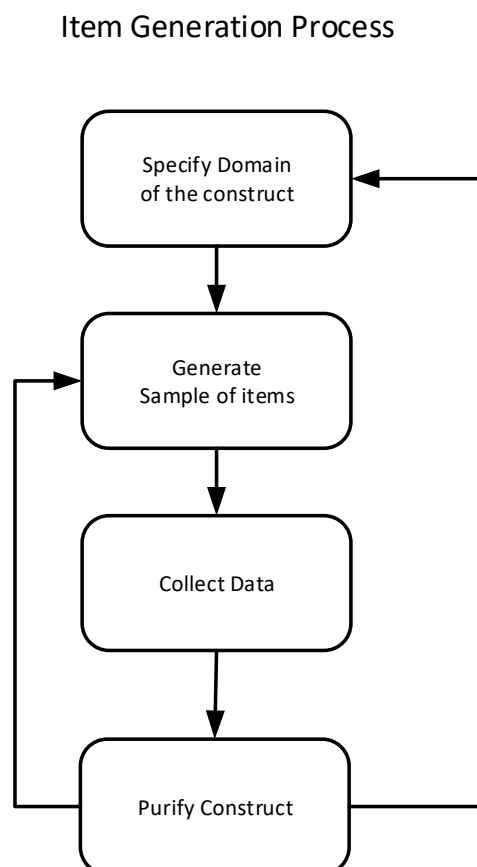 Item Generation Process
Specify Domain
of the construct
Generate
Sample of items
Collect Data
Purify Construct